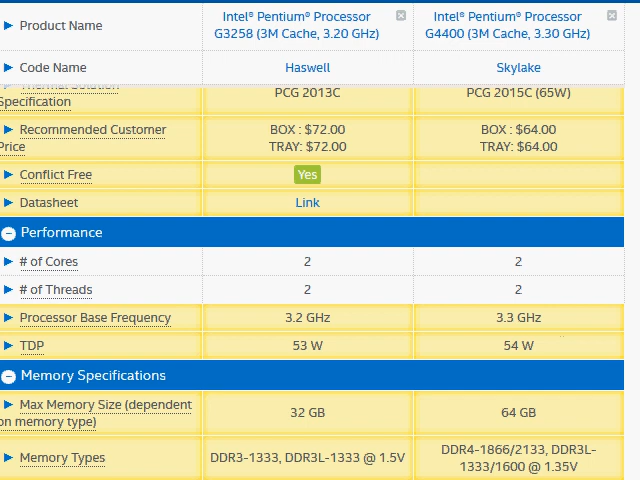 Product Name
Intel® Pentium® Processor
G3258 (3M Cache, 3.20 GHz)
Intel® Pentium® Processor
G4400 (3M Cache, 3.30 GHz)
Code Name
Haswell
Skylake
Thermal Solution
Specification
PCG 2013C
PCG 2015C (65W)
Recommended Customer
Price
BOX : $72.00
TRAY: $72.00
BOX : $64.00
TRAY: $64.00
Conflict Free
Yes
Datasheet
Link
Performance
# of Cores
2
2
# of Threads
2
2
Processor Base Frequency
3.2 GHz
3.3 GHz
TDP
53 W
54 W
Memory Specifications
Max Memory Size (dependent
on memory type)
32 GB
64 GB
Memory Types
DDR3-1333, DDR3L-1333 @ 1.5V
DDR4-1866/2133, DDR3L-
1333/1600 @ 1.35V